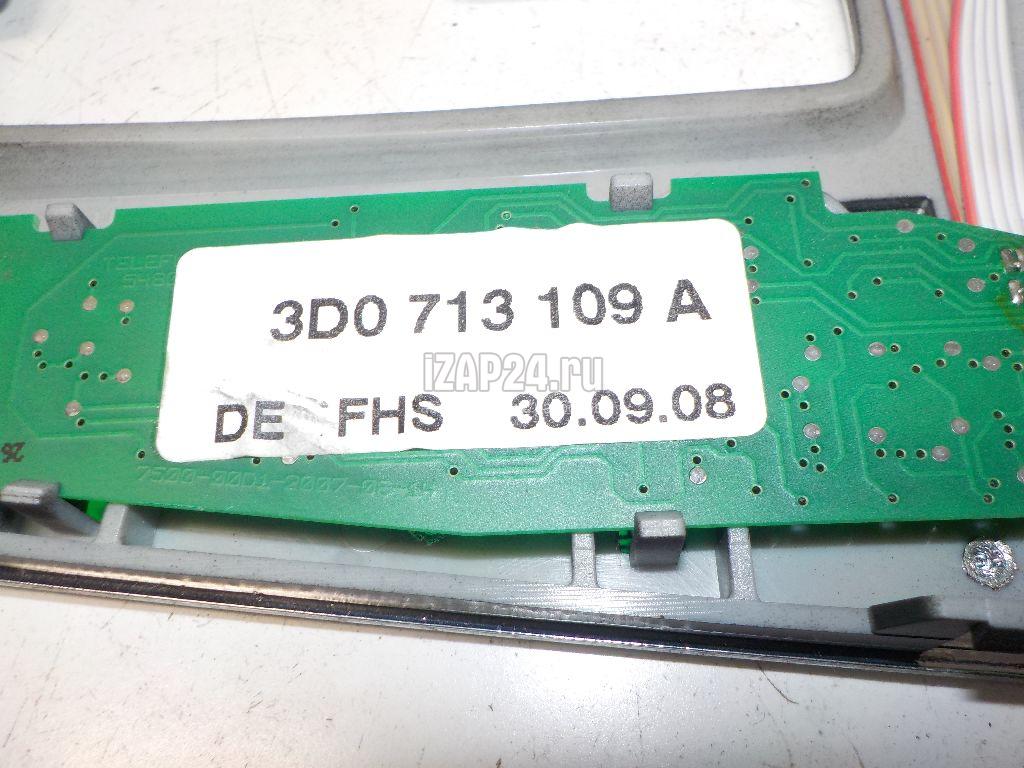 3D0 713 109 A
iZAP24.ru
DE FHS 30.09.08